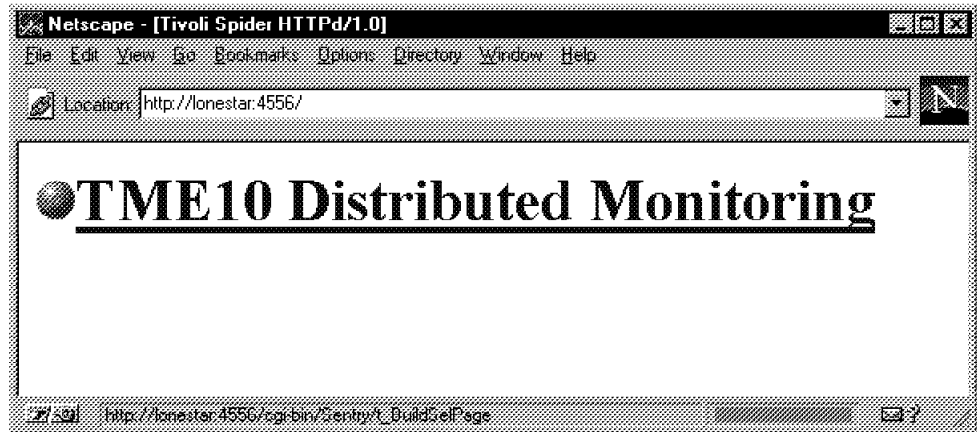 Netscape - [Tivoli Spider HTTPd/1.0]
File Edit View Go Bookmarks Options Directory Window Help
Location: http://lonestar:4556/
N
TME10 Distributed Monitoring
http://lonestar:4556/cgi-bin/Sentry/t_BuildSelPage
?